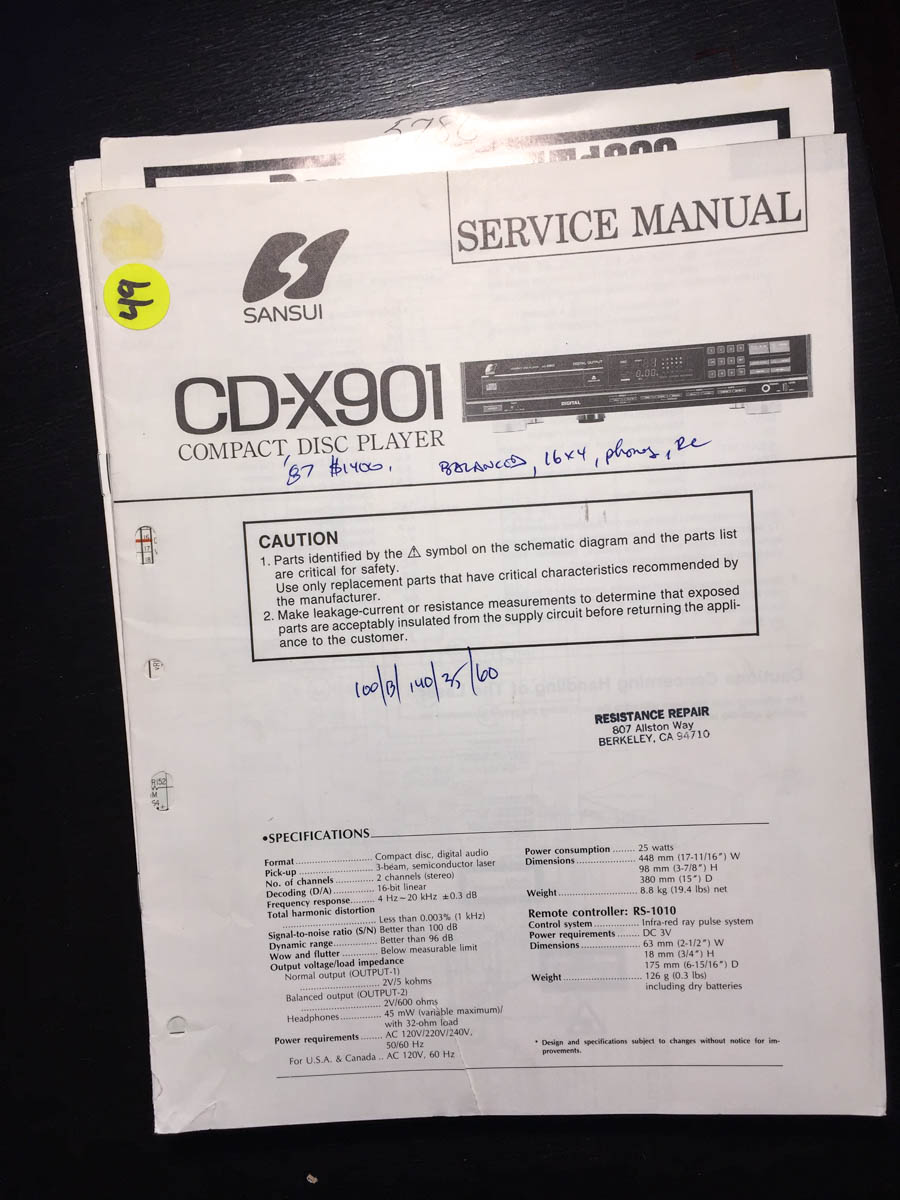 5786
SERVICE MANUAL
49
SANSUI
CD-X901
COMPACT DISC PLAYER
'87 $1400. BALANCED, 16x4, phones, RC
CAUTION
1. Parts identified by the ⚠ symbol on the schematic diagram and the parts list
are critical for safety.
Use only replacement parts that have critical characteristics recommended by
the manufacturer.
2. Make leakage-current or resistance measurements to determine that exposed
parts are acceptably insulated from the supply circuit before returning the appli-
ance to the customer.
100/B/140/35/60
RESISTANCE REPAIR
807 Allston Way
BERKELEY, CA 94710
•SPECIFICATIONS
Format .......... Compact disc, digital audio
Pick-up .......... 3-beam, semiconductor laser
No. of channels .......... 2 channels (stereo)
Decoding (D/A) .......... 16-bit linear
Frequency response .......... 4 Hz~20 kHz ±0.3 dB
Total harmonic distortion
.......... Less than 0.003% (1 kHz)
Signal-to-noise ratio (S/N) Better than 100 dB
Dynamic range .......... Better than 96 dB
Wow and flutter .......... Below measurable limit
Output voltage/load impedance
Normal output (OUTPUT-1)
.......... 2V/5 kohms
Balanced output (OUTPUT-2)
.......... 2V/600 ohms
Headphones .......... 45 mW (variable maximum)/
with 32-ohm load
Power requirements ........ AC 120V/220V/240V,
50/60 Hz
For U.S.A. & Canada .. AC 120V, 60 Hz
Power consumption ........ 25 watts
Dimensions .......... 448 mm (17-11/16") W
98 mm (3-7/8") H
380 mm (15") D
Weight .......... 8.8 kg (19.4 lbs) net
Remote controller: RS-1010
Control system .......... Infra-red ray pulse system
Power requirements ....... DC 3V
Dimensions .......... 63 mm (2-1/2") W
18 mm (3/4") H
175 mm (6-15/16") D
Weight .......... 126 g (0.3 lbs)
including dry batteries
* Design and specifications subject to changes without notice for im-
provements.